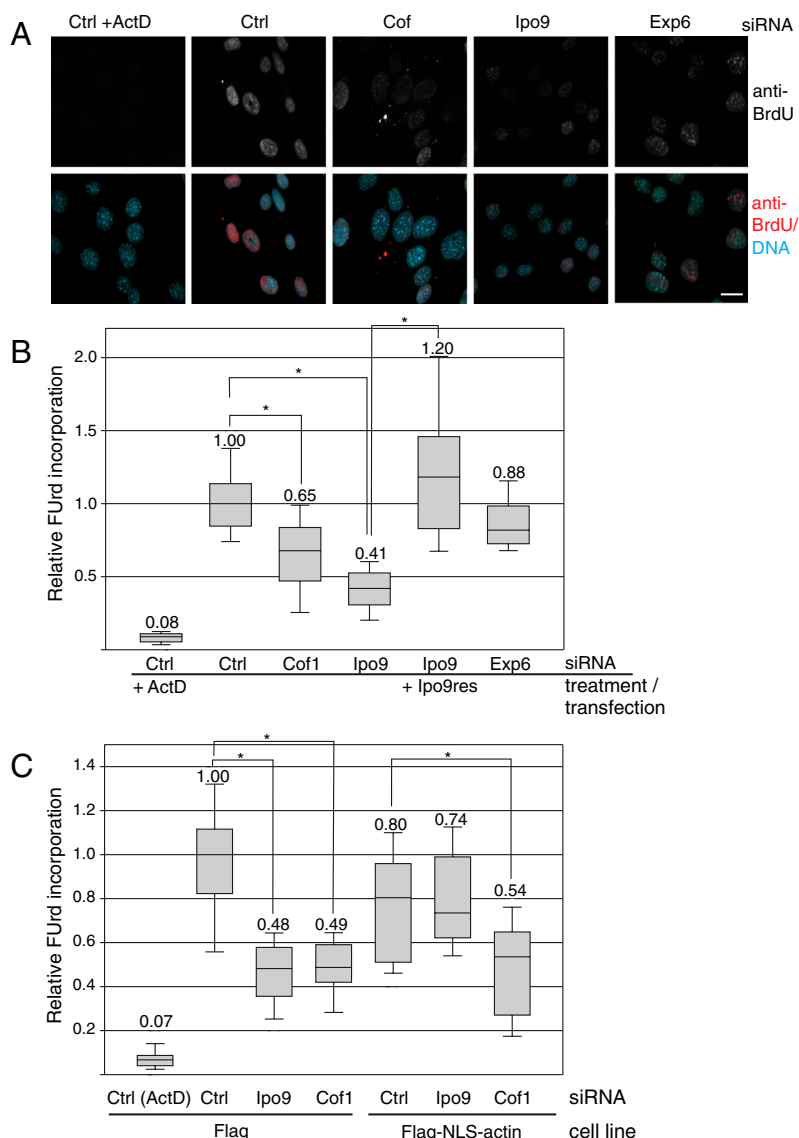 A
Ctrl +ActD Ctrl Cof Ipo9 Exp6 siRNA
anti-
BrdU
anti-
BrdU/
DNA
B
Relative FUrd incorporation
2.0
1.5
1.0
0.5
0.08
1.00
0.65
0.41
1.20
0.88
*
*
*
Ctrl Ctrl Cof1 Ipo9 Ipo9 Exp6 siRNA
+ ActD + Ipo9res treatment /
transfection
C
Relative FUrd incorporation
1.4
1.2
1.0
0.8
0.6
0.4
0.2
0.07
1.00
0.48
0.49
0.80
0.74
0.54
*
*
*
Ctrl (ActD) Ctrl Ipo9 Cof1 Ctrl Ipo9 Cof1 siRNA
Flag Flag-NLS-actin cell line